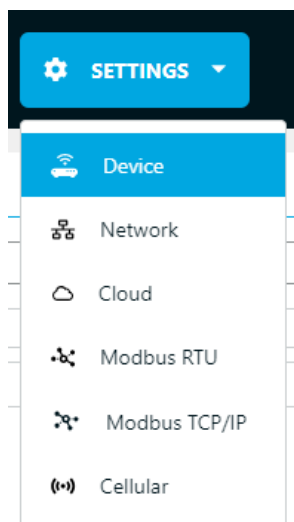 SETTINGS
Device
Network
Cloud
Modbus RTU
Modbus TCP/IP
Cellular